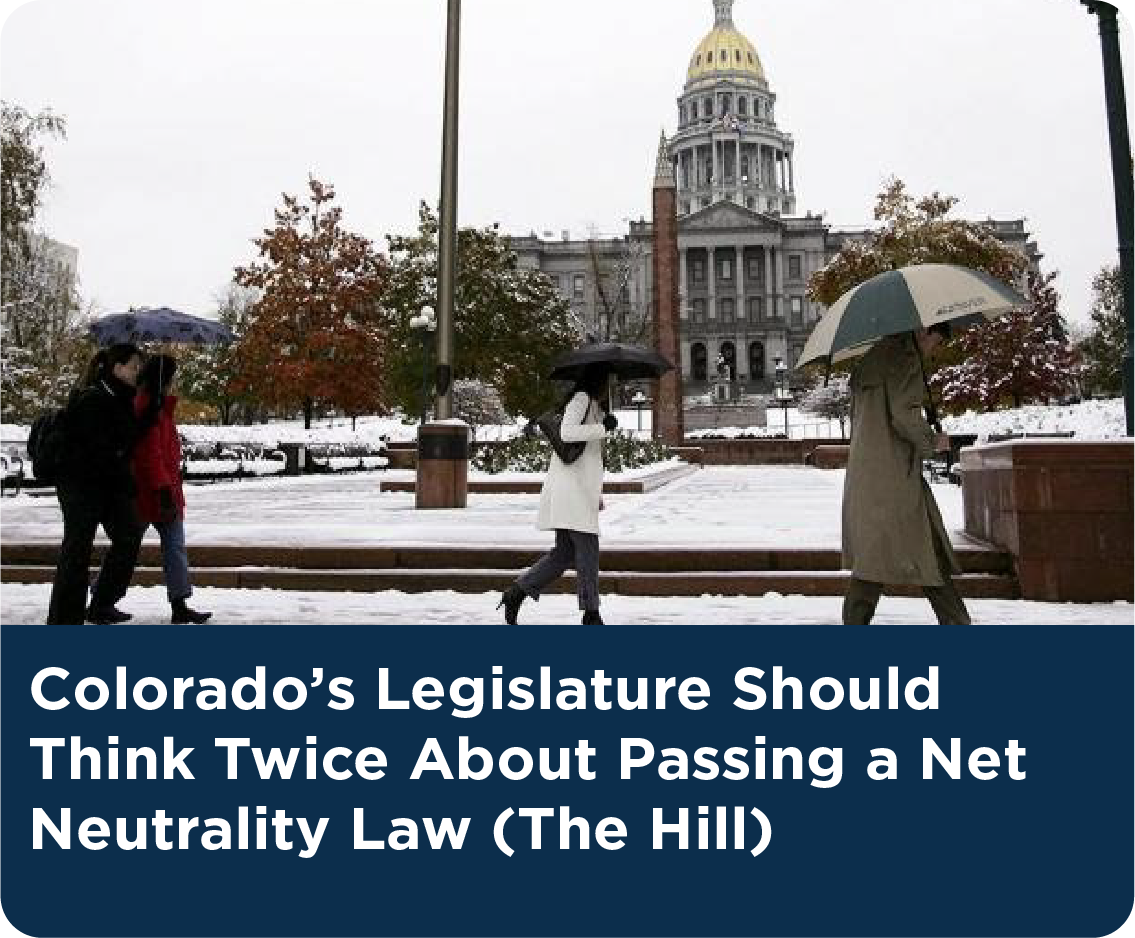 Colorado’s Legislature Should
Think Twice About Passing a Net
Neutrality Law (The Hill)